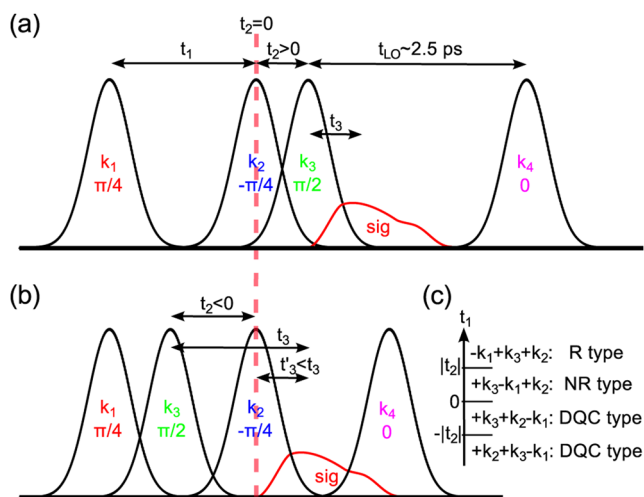 (a)
t₂=0
t₁
t₂>0
t_LO~2.5 ps
t₃
k₁
π/4
k₂
-π/4
k₃
π/2
k₄
0
sig
(b)
t₂<0
t₃
t'₃<t₃
k₁
π/4
k₃
π/2
k₂
-π/4
k₄
0
sig
(c)
t₁
-k₁+k₃+k₂: R type
|t₂|
+k₃-k₁+k₂: NR type
0
+k₃+k₂-k₁: DQC type
-|t₂|
+k₂+k₃-k₁: DQC type